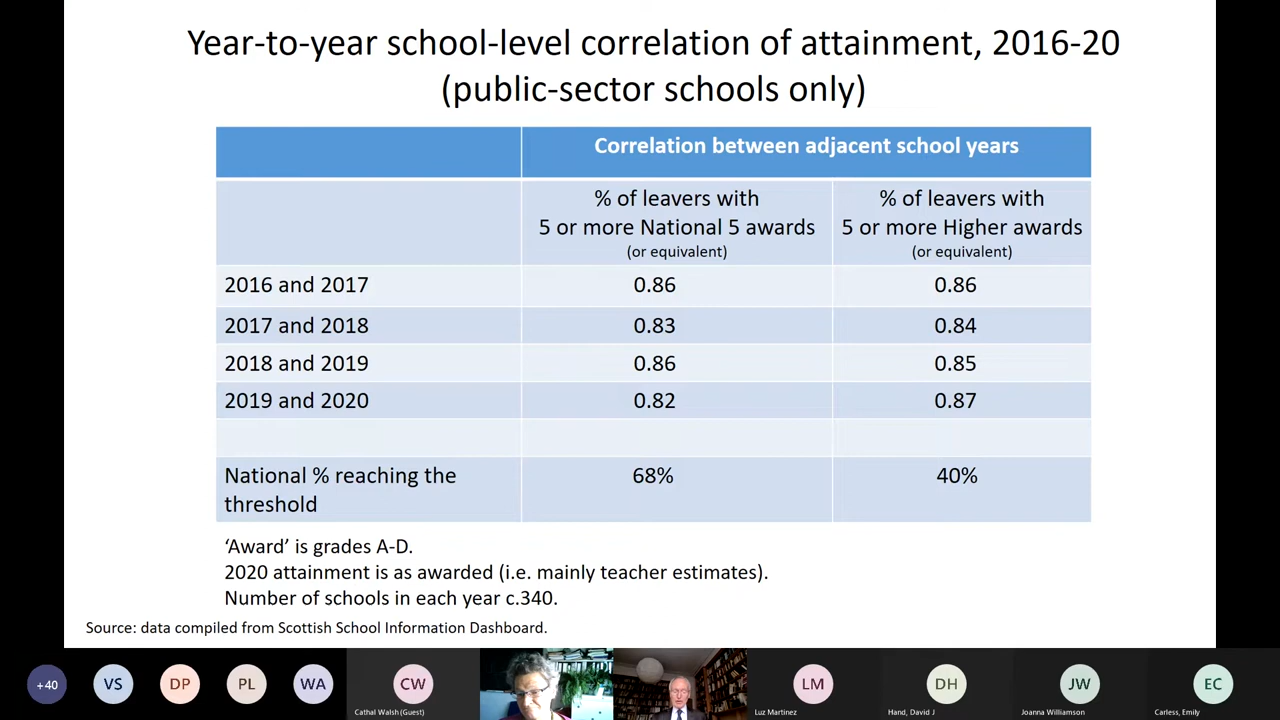 Year-to-year school-level correlation of attainment, 2016-20
(public-sector schools only)
Correlation between adjacent school years
% of leavers with
5 or more National 5 awards
(or equivalent)
% of leavers with
5 or more Higher awards
(or equivalent)
2016 and 2017 0.86 0.86
2017 and 2018 0.83 0.84
2018 and 2019 0.86 0.85
2019 and 2020 0.82 0.87
National % reaching the 68% 40%
threshold
‘Award’ is grades A-D.
2020 attainment is as awarded (i.e. mainly teacher estimates).
Number of schools in each year c.340.
Source: data compiled from Scottish School Information Dashboard.
+40 VS DP PL WA CW LM DH JW EC
Cathal Walsh (Guest) Luz Martinez Hand, David J Joanna Williamson Carless, Emily